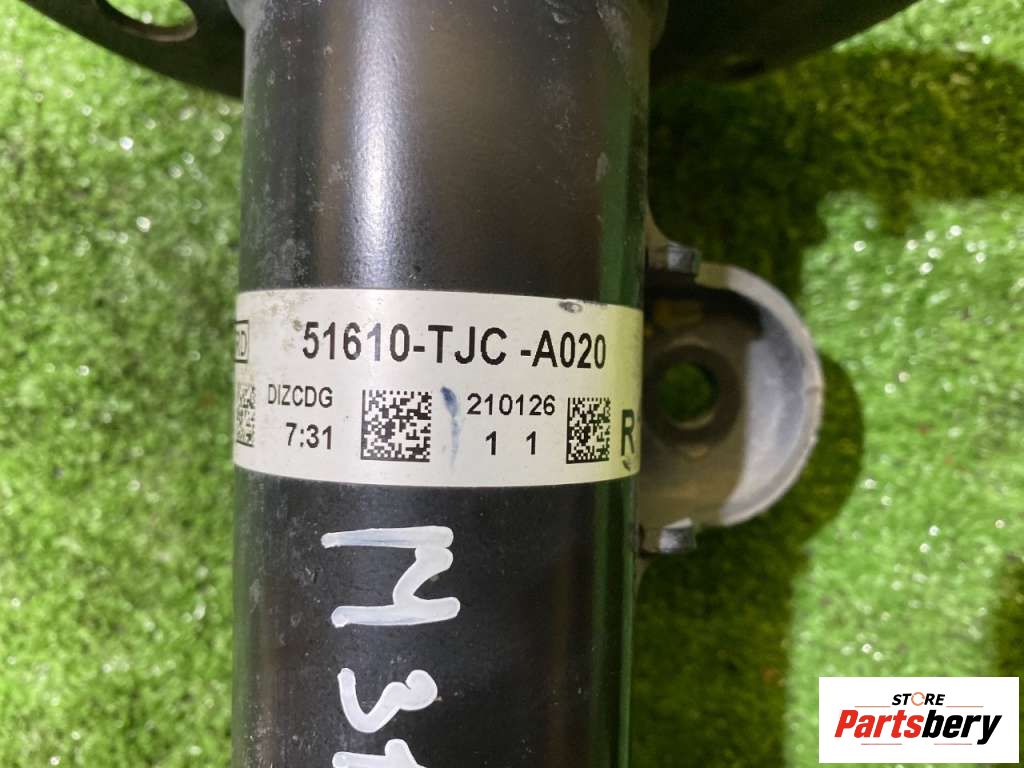 51610-TJC -A020
DIZCDG
7:31
210126
1 1
R
STORE
Partsbery